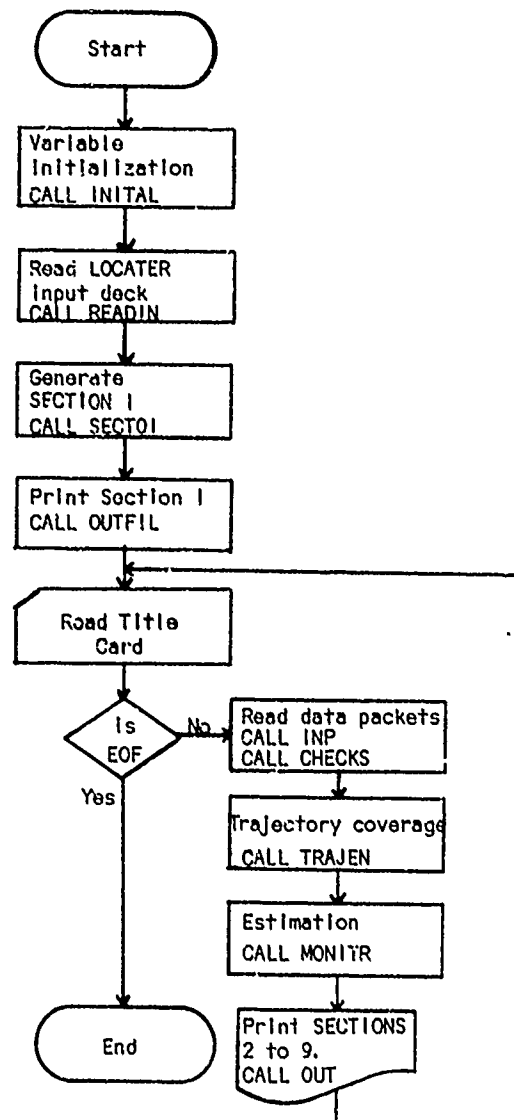 Start
Variable
Initialization
CALL INITAL
Read LOCATER
Input deck
CALL READIN
Generate
SECTION I
CALL SECTOI
Print Section I
CALL OUTFIL
Road Title
Card
Is
EOF
No
Yes
Read data packets
CALL INP
CALL CHECKS
Trajectory coverage
CALL TRAJEN
Estimation
CALL MONITR
Print SECTIONS
2 to 9.
CALL OUT
End